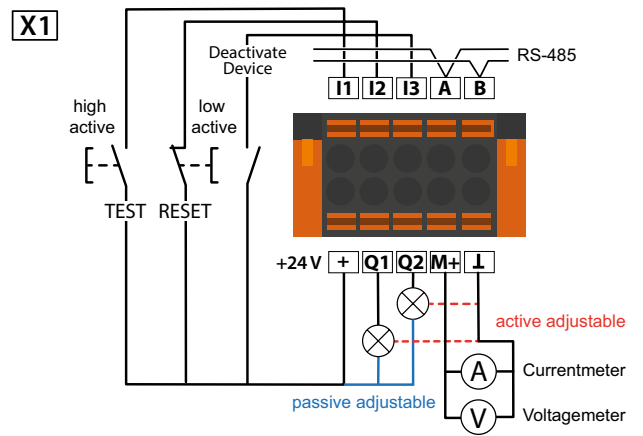 X1
Deactivate
Device
RS-485
I1 I2 I3 A B
high
active
low
active
TEST RESET
+24 V + Q1 Q2 M+ ⊥
active adjustable
passive adjustable
A Currentmeter
V Voltagemeter